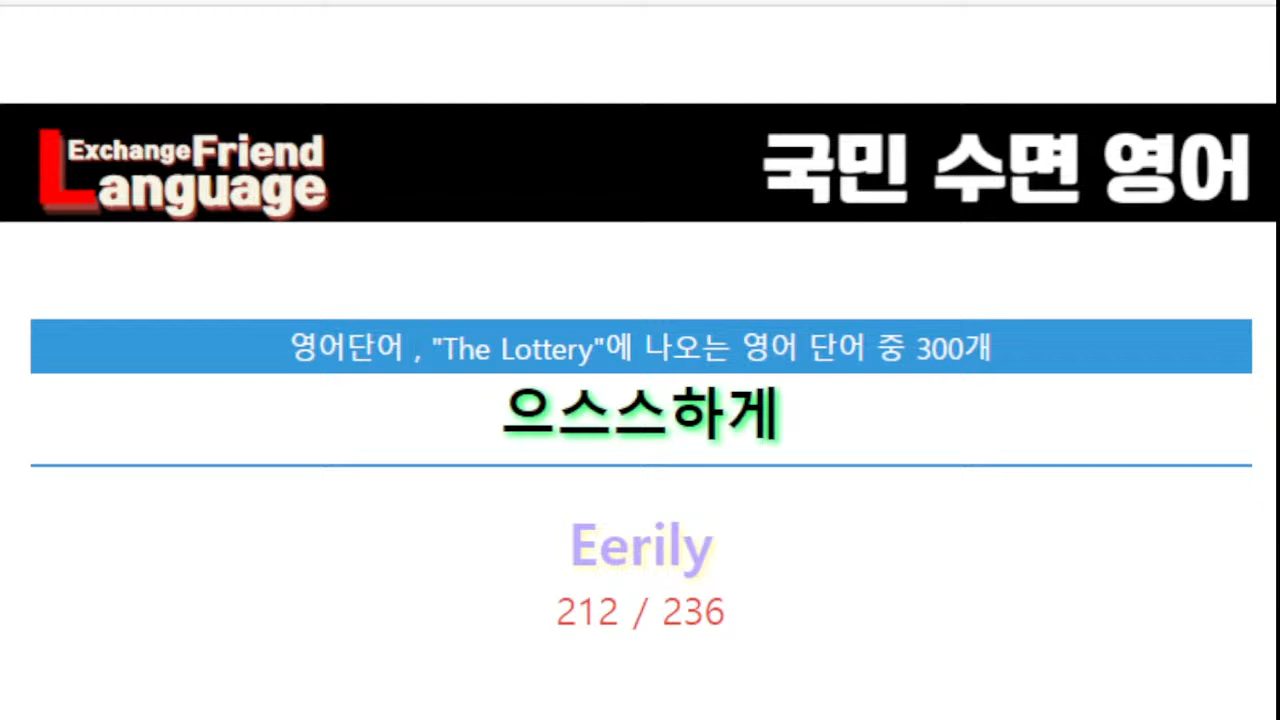 Exchange Friend
Language
국민 수면 영어
영어단어 , "The Lottery"에 나오는 영어 단어 중 300개
으스스하게
Eerily
212 / 236